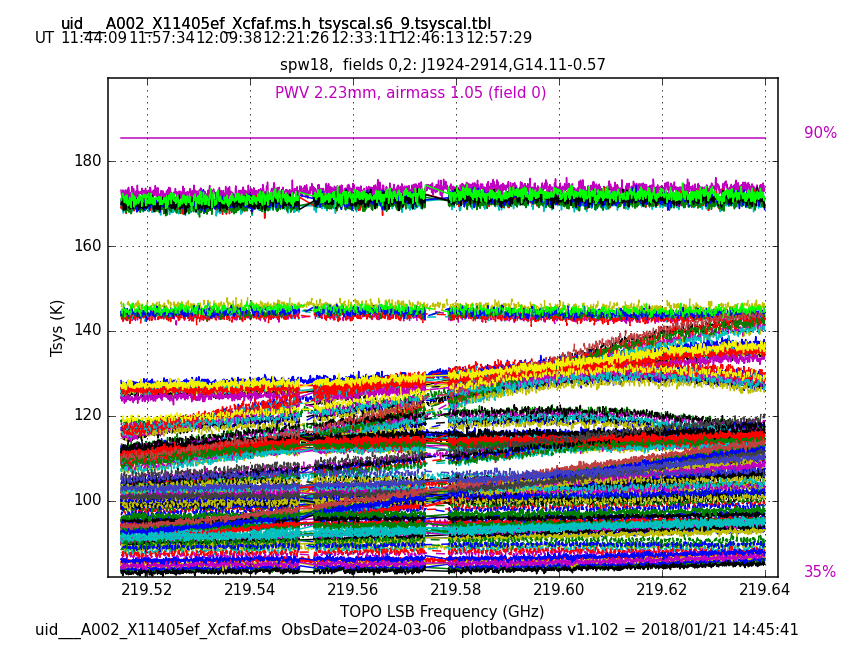 uid___A002_X11405ef_Xcfaf.ms.h_tsyscal.s6_9.tsyscal.tbl
UT 11:44:09 11:57:34 12:09:38 12:21:26 12:33:11 12:46:13 12:57:29
spw18, fields 0,2: J1924-2914,G14.11-0.57
PWV 2.23mm, airmass 1.05 (field 0)
90%
180
160
140
120
100
Tsys (K)
35%
219.52 219.54 219.56 219.58 219.60 219.62 219.64
TOPO LSB Frequency (GHz)
uid___A002_X11405ef_Xcfaf.ms ObsDate=2024-03-06 plotbandpass v1.102 = 2018/01/21 14:45:41